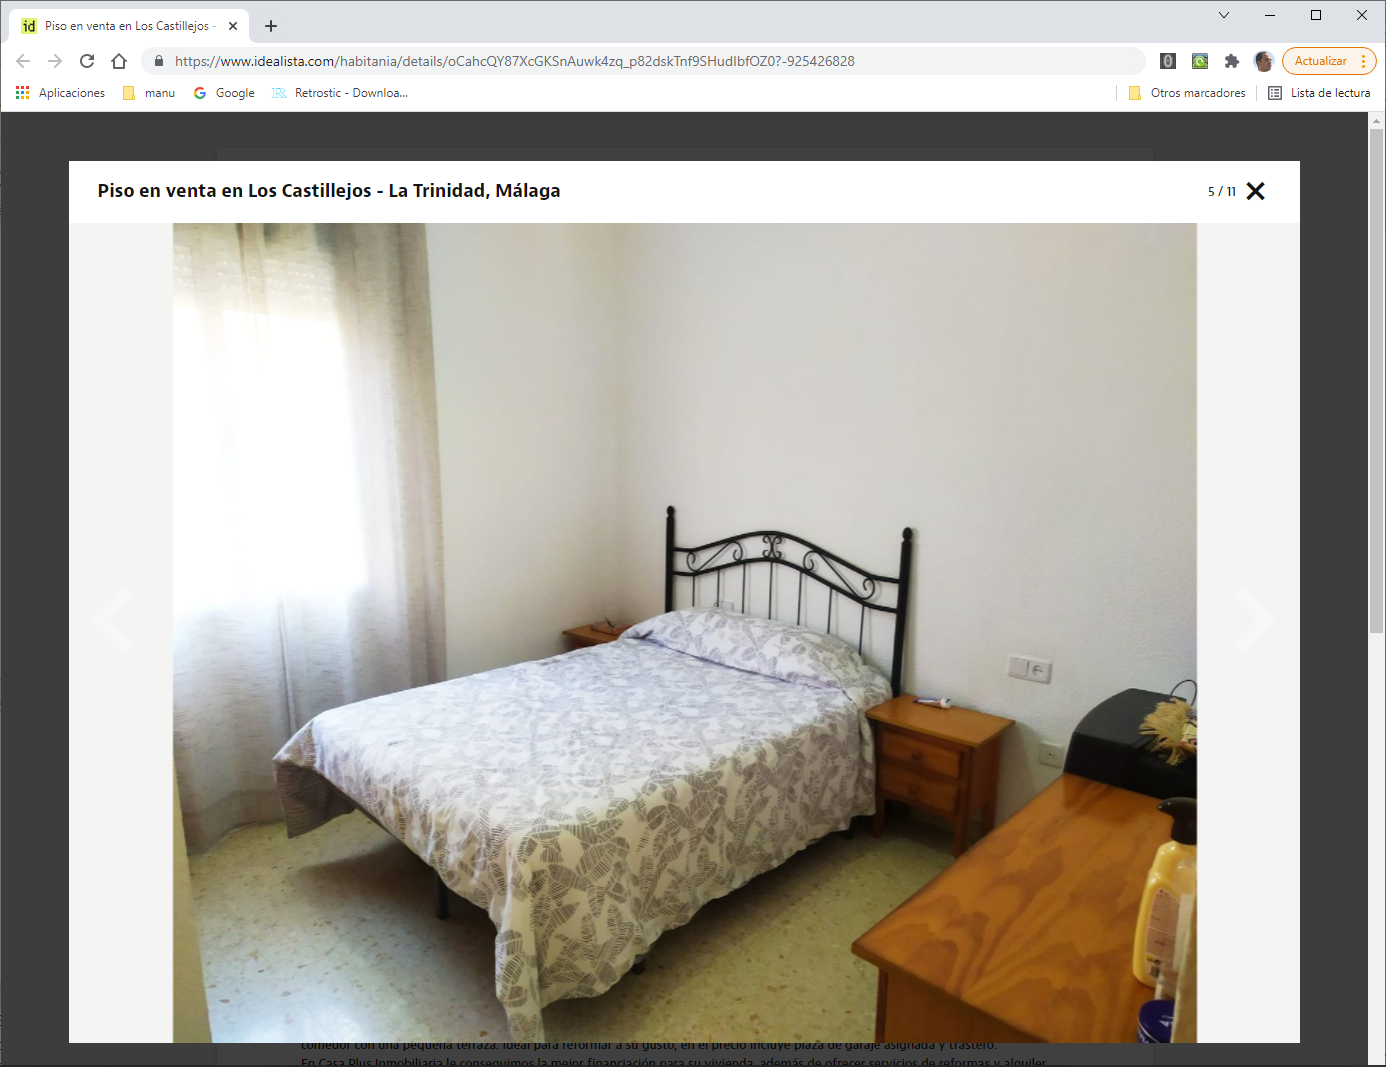 Piso en venta en Los Castillejos -
https://www.idealista.com/habitania/details/oCahcQY87XcGKSnAuwk4zq_p82dskTnf9SHudIbfOZ0?-925426828
Actualizar
Aplicaciones
manu
Google
Retrostic - Downloa...
Otros marcadores
Lista de lectura
Piso en venta en Los Castillejos - La Trinidad, Málaga
5 / 11
comedor con una pequeña terraza. Ideal para reformar a su gusto, en el precio incluye plaza de garaje asignada y trastero.
En Casa Plus Inmobiliaria le conseguimos la mejor financiación para su vivienda, además de ofrecer servicios de reformas y alquiler